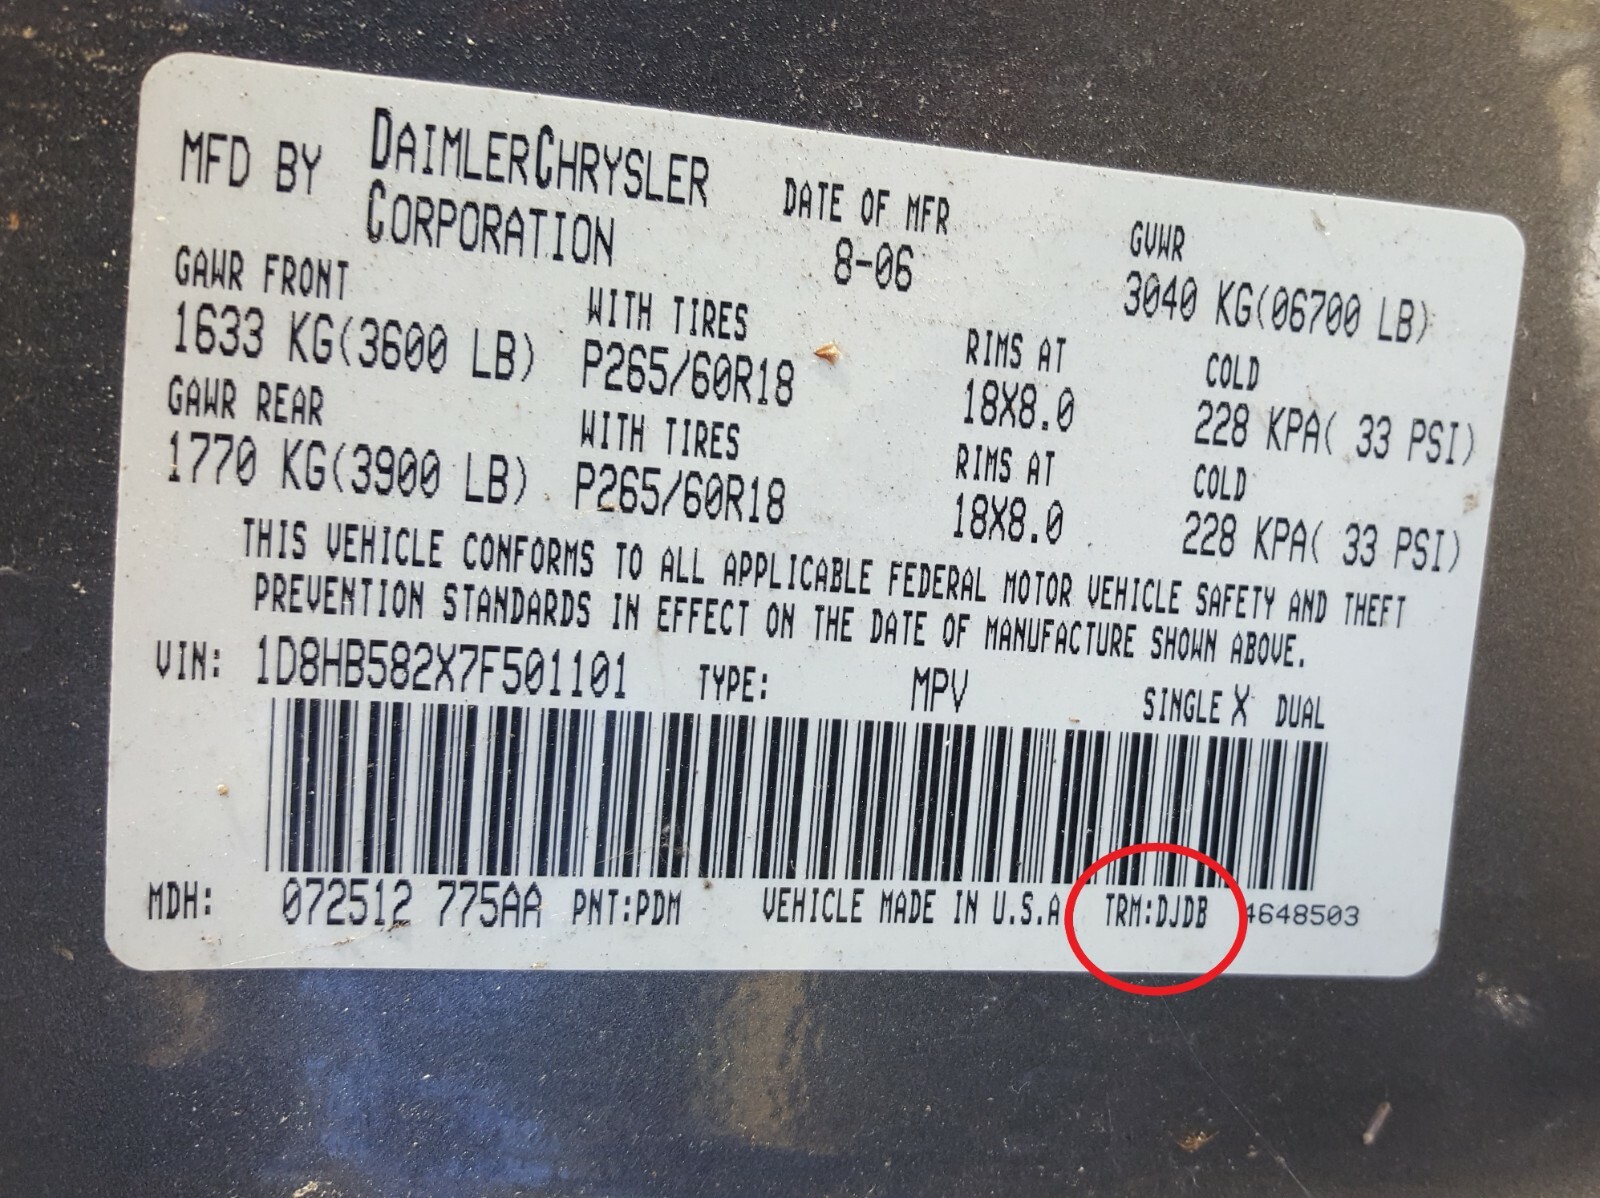 MFD BY DAIMLERCHRYSLER CORPORATION DATE OF MFR 8-06 GVWR 3040 KG(06700 LB)
GAWR FRONT WITH TIRES RIMS AT COLD
1633 KG(3600 LB) P265/60R18 18X8.0 228 KPA( 33 PSI)
GAWR REAR WITH TIRES RIMS AT COLD
1770 KG(3900 LB) P265/60R18 18X8.0 228 KPA( 33 PSI)
THIS VEHICLE CONFORMS TO ALL APPLICABLE FEDERAL MOTOR VEHICLE SAFETY AND THEFT
PREVENTION STANDARDS IN EFFECT ON THE DATE OF MANUFACTURE SHOWN ABOVE.
VIN: 1D8HB582X7F501101 TYPE: MPV SINGLE X DUAL
MDH: 072512 775AA PNT:PDM VEHICLE MADE IN U.S.A TRM:DJDB 4648503